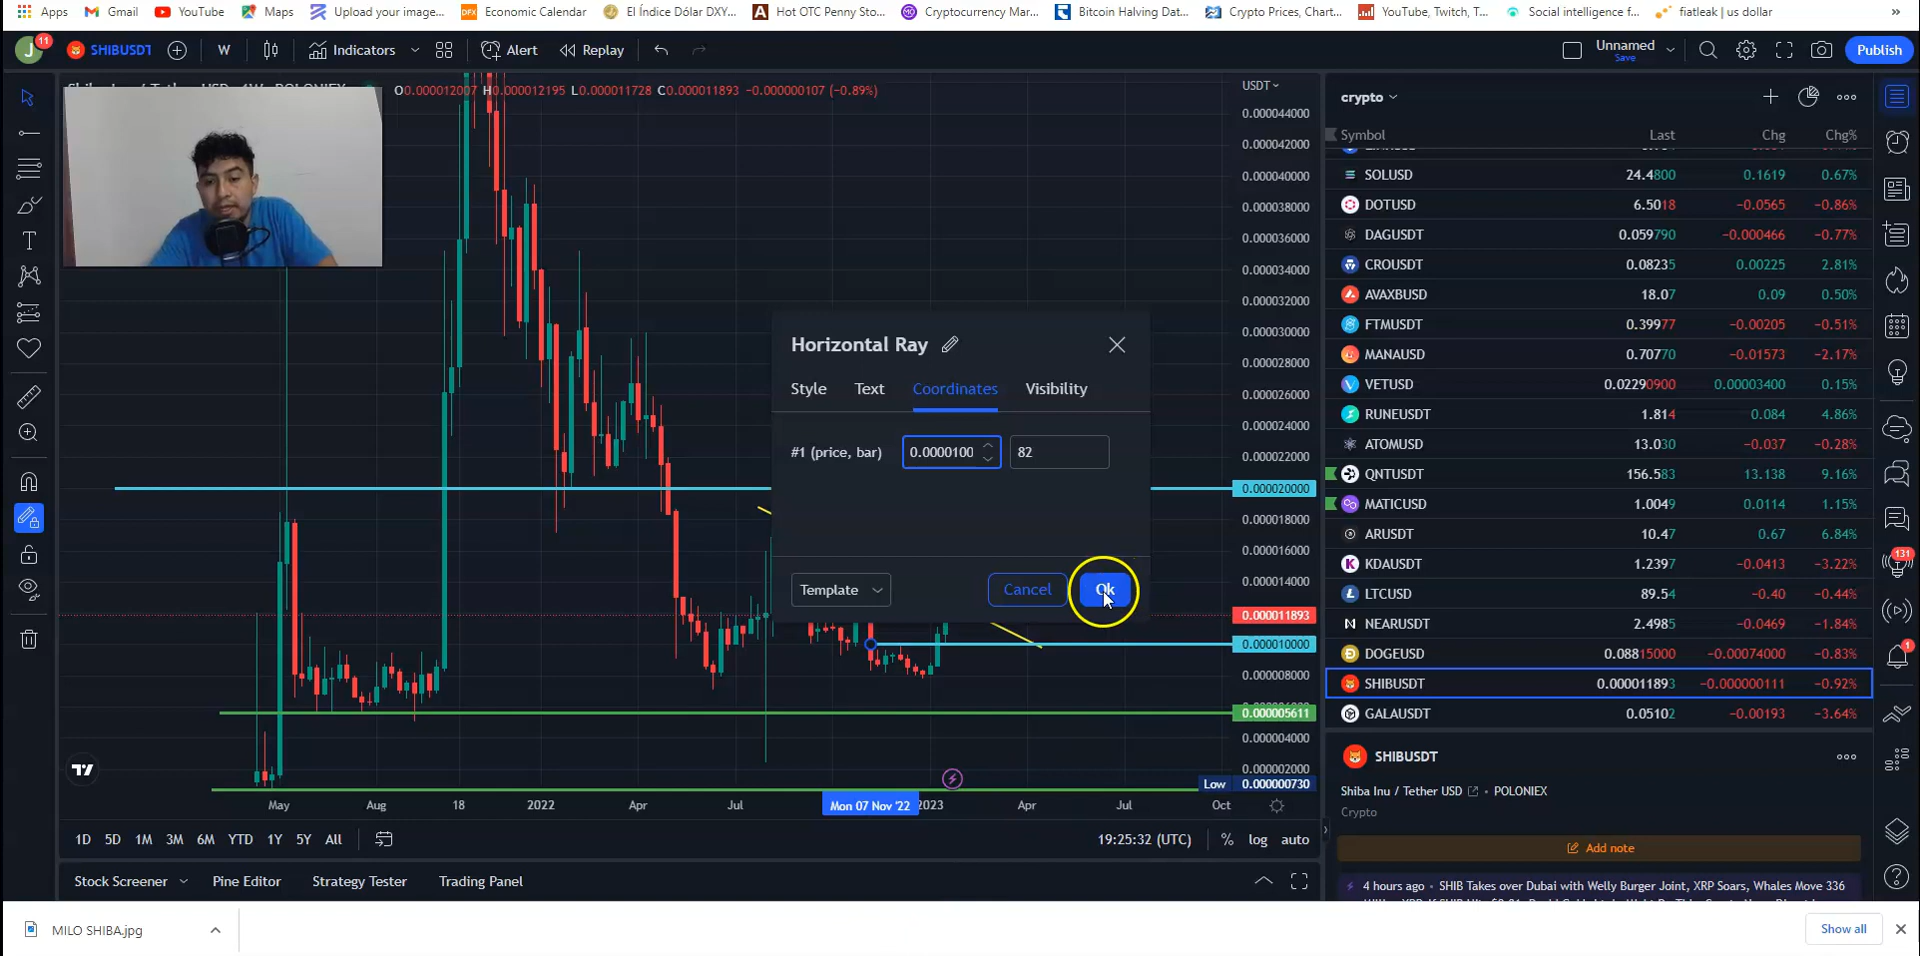 Apps Gmail YouTube Maps Upload your image... Economic Calendar El Índice Dólar DXY... Hot OTC Penny Sto... Cryptocurrency Mar... Bitcoin Halving Dat... Crypto Prices, Chart... YouTube, Twitch, T... Social intelligence f... fiatleak | us dollar »
J 11 SHIBUSDT W Indicators Alert Replay Unnamed Save Publish
O0.000012007 H0.000012195 L0.000011728 C0.000011893 −0.000000107 (−0.89%)
USDT
0.000044000
0.000042000
0.000040000
0.000038000
0.000036000
0.000034000
0.000032000
0.000030000
0.000028000
0.000026000
0.000024000
0.000022000
0.000020000
0.000018000
0.000016000
0.000014000
0.000011893
0.000010000
0.000008000
0.000005611
0.000004000
0.000002000
Low 0.000000730
Horizontal Ray
Style Text Coordinates Visibility
#1 (price, bar) 0.0000100 82
Template Cancel Ok
May Aug 18 2022 Apr Jul Mon 07 Nov '22 2023 Apr Jul Oct
1D 5D 1M 3M 6M YTD 1Y 5Y All 19:25:32 (UTC) % log auto
Stock Screener Pine Editor Strategy Tester Trading Panel
crypto
Symbol Last Chg Chg%
SOLUSD 24.4800 0.1619 0.67%
DOTUSD 6.5018 −0.0565 −0.86%
DAGUSDT 0.059790 −0.000466 −0.77%
CROUSDT 0.08235 0.00225 2.81%
AVAXBUSD 18.07 0.09 0.50%
FTMUSDT 0.39977 −0.00205 −0.51%
MANAUSD 0.70770 −0.01573 −2.17%
VETUSD 0.02290900 0.00003400 0.15%
RUNEUSDT 1.814 0.084 4.86%
ATOMUSD 13.030 −0.037 −0.28%
QNTUSDT 156.583 13.138 9.16%
MATICUSD 1.0049 0.0114 1.15%
ARUSDT 10.47 0.67 6.84%
KDAUSDT 1.2397 −0.0413 −3.22%
LTCUSD 89.54 −0.40 −0.44%
NEARUSDT 2.4985 −0.0469 −1.84%
DOGEUSD 0.08815000 −0.00074000 −0.83%
SHIBUSDT 0.000011893 −0.000000111 −0.92%
GALAUSDT 0.05102 −0.00193 −3.64%
SHIBUSDT
Shiba Inu / Tether USD • POLONIEX
Crypto
Add note
4 hours ago • SHIB Takes over Dubai with Welly Burger Joint, XRP Soars, Whales Move 336
131
1
MILO SHIBA.jpg Show all